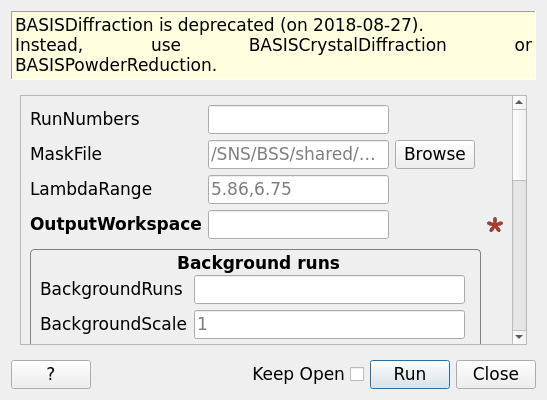 BASISDiffraction is deprecated (on 2018-08-27).
Instead, use BASISCrystalDiffraction or
BASISPowderReduction.
RunNumbers
MaskFile /SNS/BSS/shared/... Browse
LambdaRange 5.86,6.75
OutputWorkspace *
Background runs
BackgroundRuns
BackgroundScale 1
? Keep Open Run Close